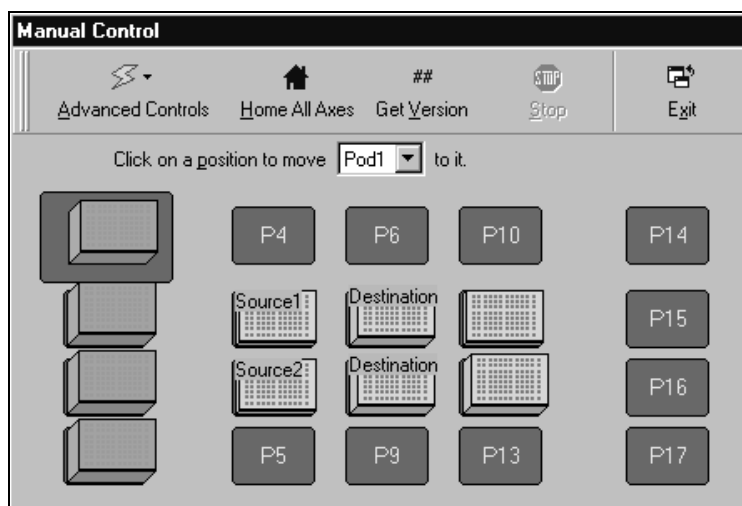 Manual Control
Advanced Controls
Home All Axes
##
Get Version
STOP
Stop
Exit
Click on a position to move Pod1 to it.
P4
P6
P10
P14
Source1
Destination
P15
Source2
Destination
P16
P5
P9
P13
P17